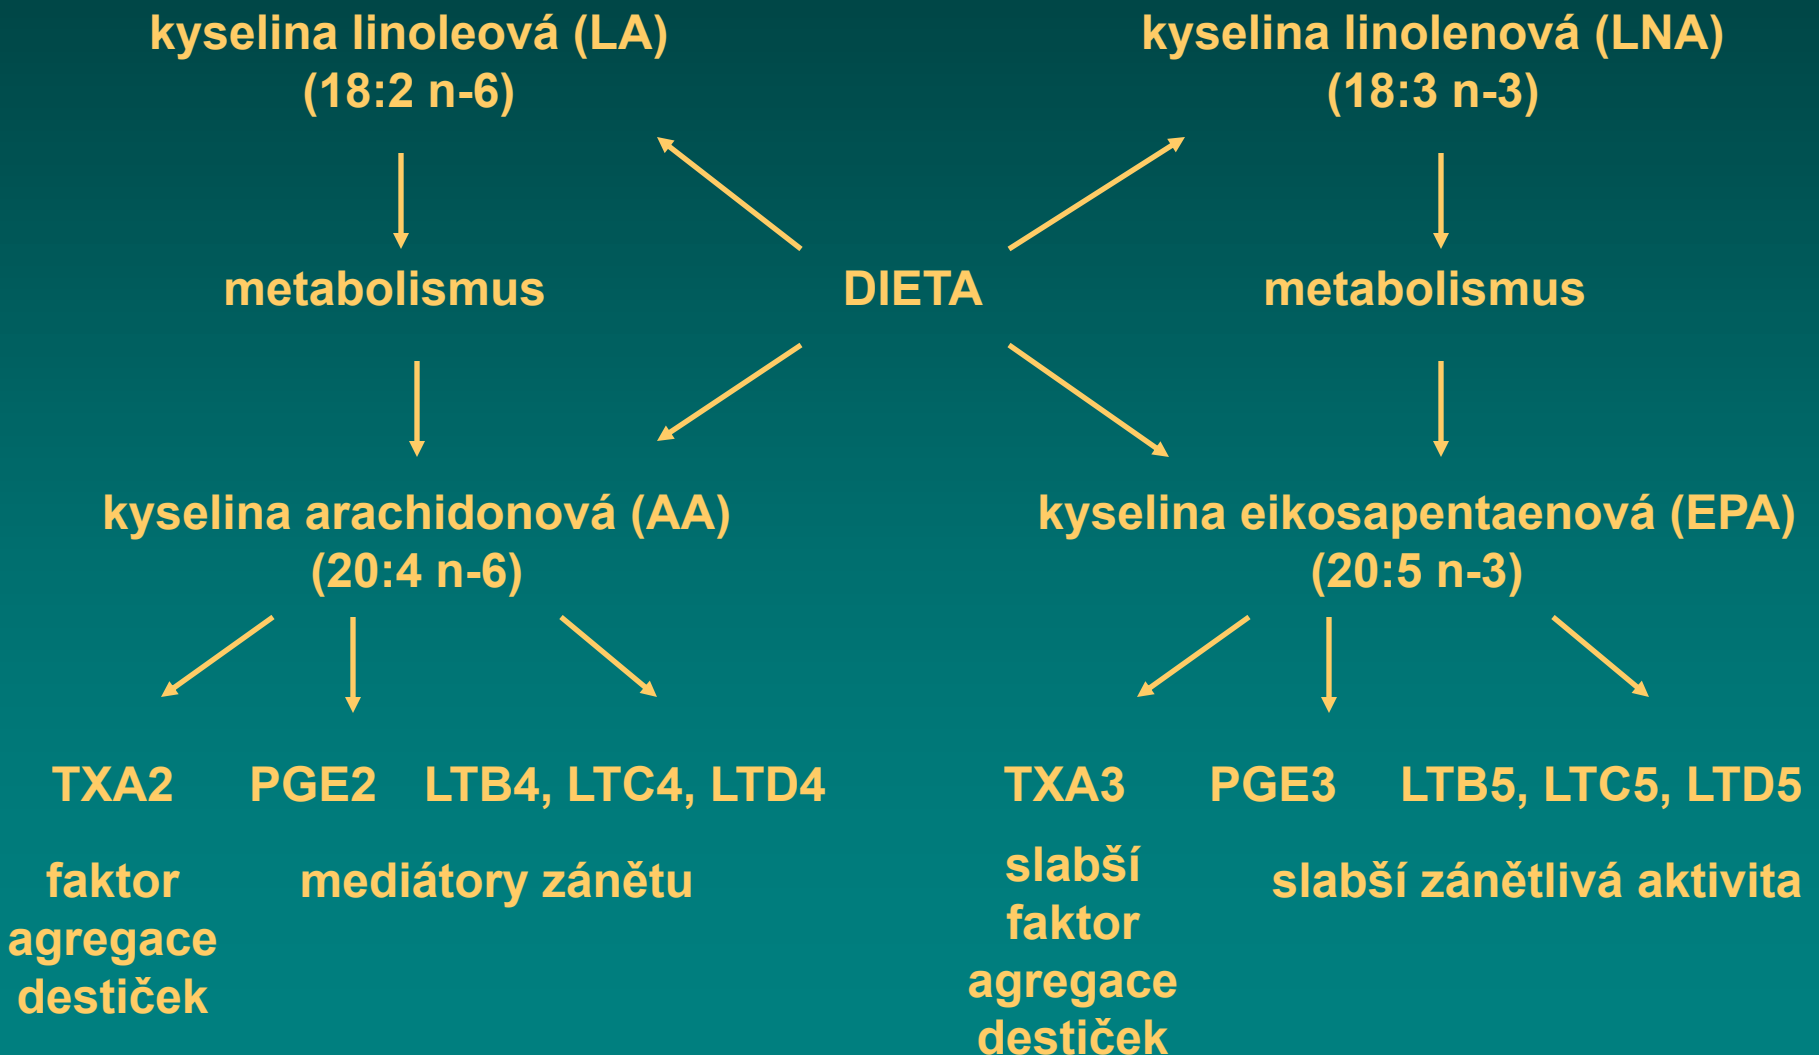 kyselina linoleová (LA)
(18:2 n-6)
kyselina linolenová (LNA)
(18:3 n-3)
metabolismus
DIETA
metabolismus
kyselina arachidonová (AA)
(20:4 n-6)
kyselina eikosapentaenová (EPA)
(20:5 n-3)
TXA2
PGE2
LTB4, LTC4, LTD4
TXA3
PGE3
LTB5, LTC5, LTD5
faktor
agregace
destiček
mediátory zánětu
slabší
faktor
agregace
destiček
slabší zánětlivá aktivita